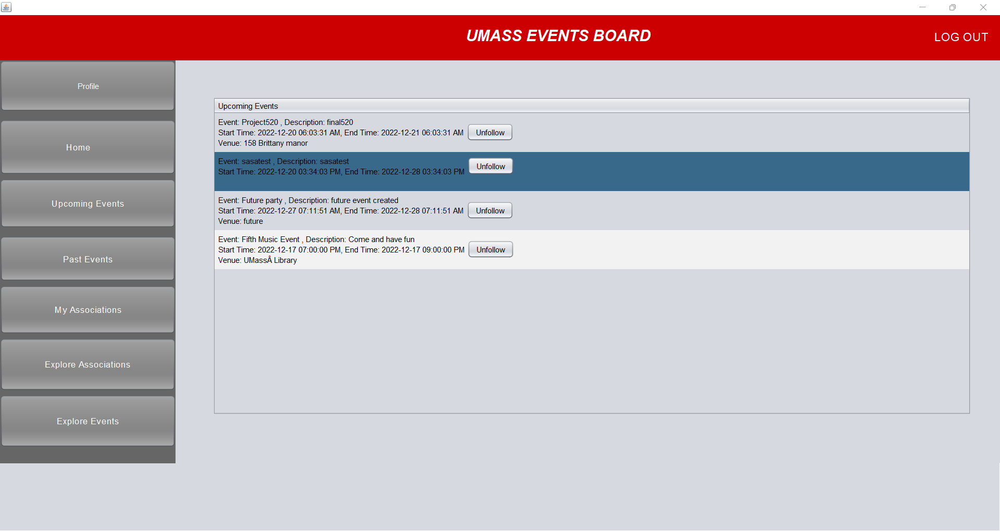 UMASS EVENTS BOARD
LOG OUT
Profile
Home
Upcoming Events
Past Events
My Associations
Explore Associations
Explore Events
Upcoming Events
Event: Project520 , Description: final520
Start Time: 2022-12-20 06:03:31 AM, End Time: 2022-12-21 06:03:31 AM
Venue: 158 Brittany manor
Unfollow
Event: sasatest , Description: sasatest
Start Time: 2022-12-20 03:34:03 PM, End Time: 2022-12-28 03:34:03 PM
Unfollow
Event: Future party , Description: future event created
Start Time: 2022-12-27 07:11:51 AM, End Time: 2022-12-28 07:11:51 AM
Venue: future
Unfollow
Event: Fifth Music Event , Description: Come and have fun
Start Time: 2022-12-17 07:00:00 PM, End Time: 2022-12-17 09:00:00 PM
Venue: UMassÂ Library
Unfollow